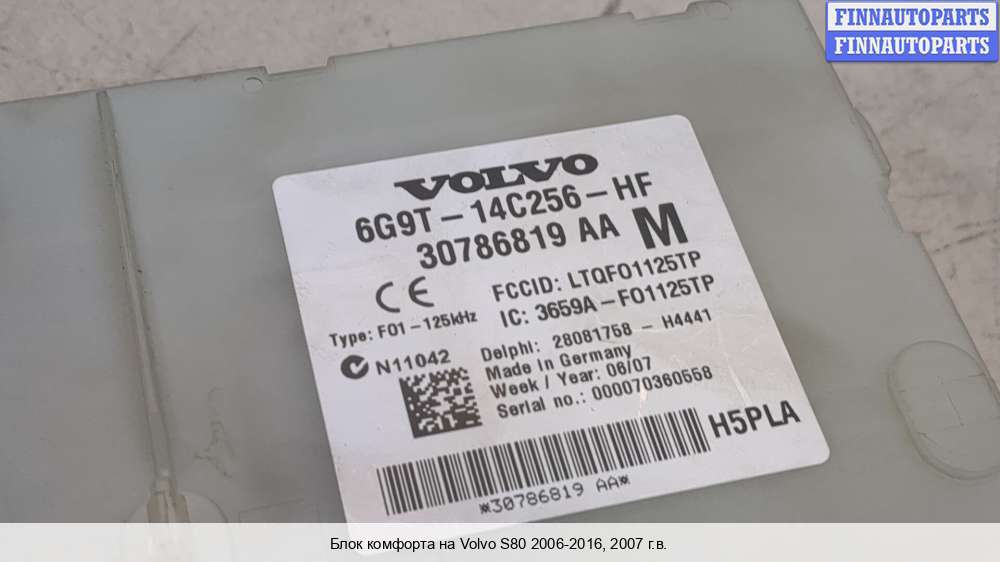 FINNAUTOPARTS
FINNAUTOPARTS
VOLVO
6G9T-14C256-HF
30786819 AA M
FCCID: LTQFO1125TP
IC: 3659A-FO1125TP
Type: FO1-125kHz
N11042
Delphi: 28081758 - H4441
Made in Germany
Week / Year: 06/07
Serial no.: 000070360558
H5PLA
*30786819 AA*
Блок комфорта на Volvo S80 2006-2016, 2007 г.в.